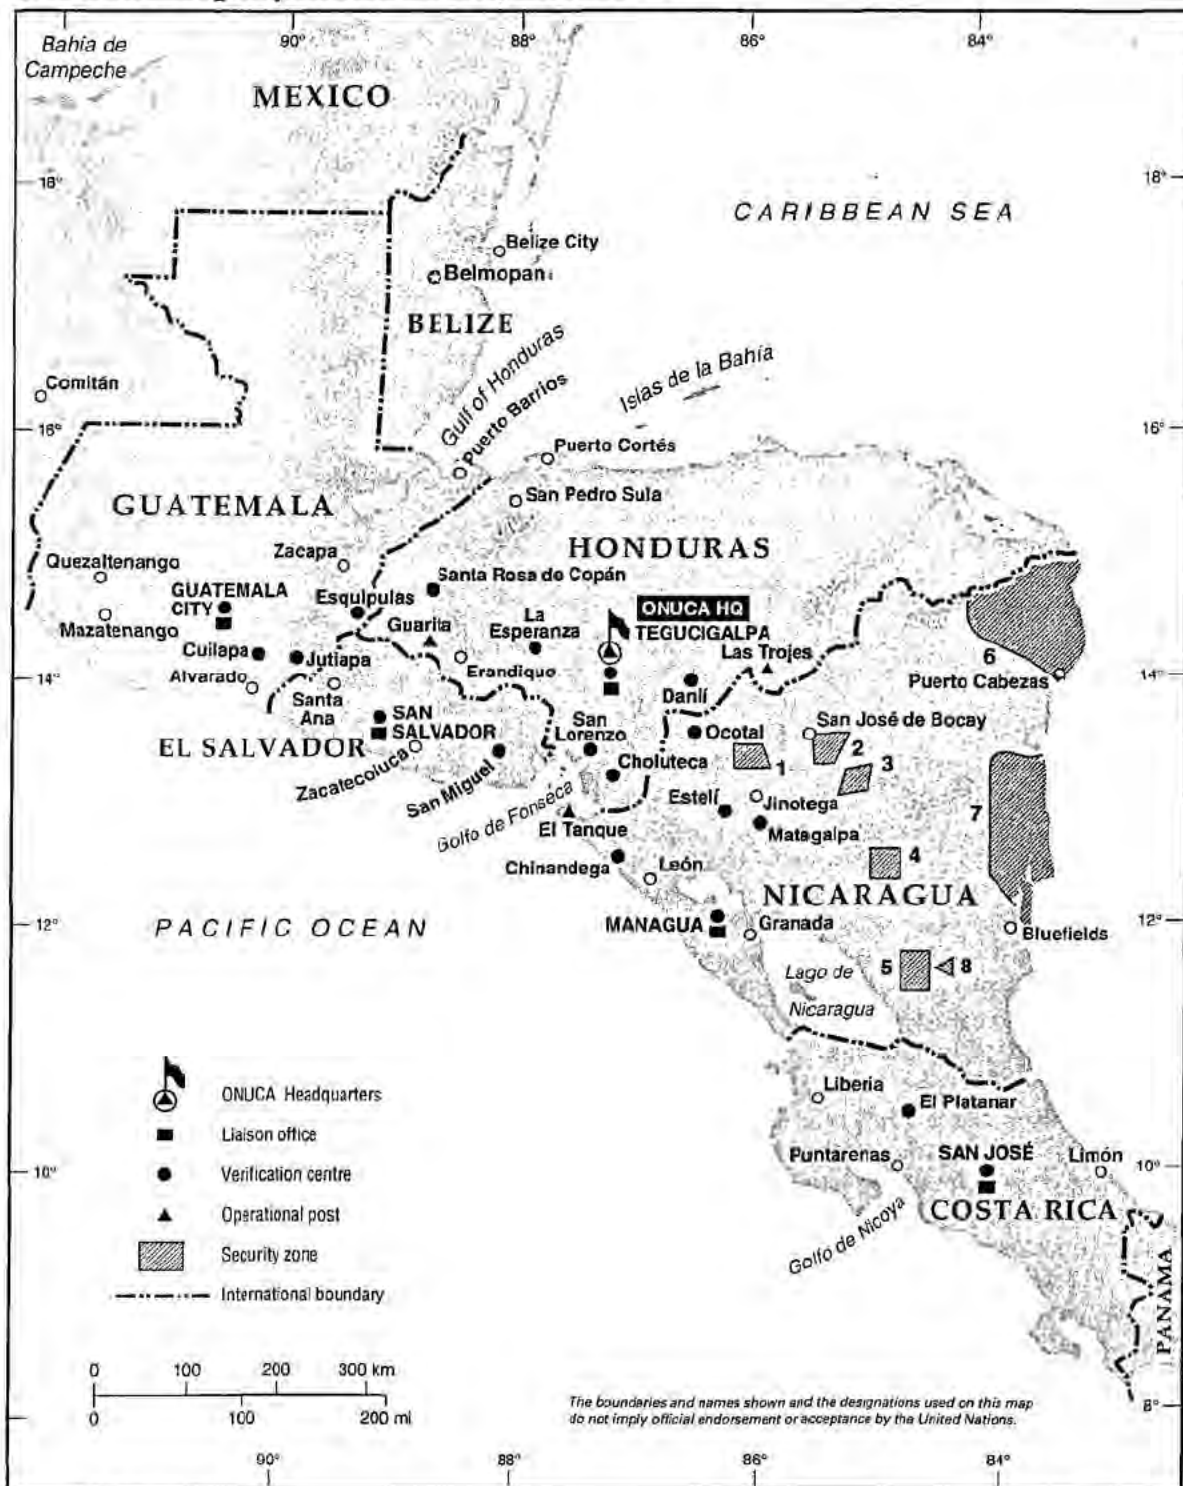 90°
88°
86°
84°
Bahía de
Campeche
MEXICO
18°
18°
CARIBBEAN SEA
Belize City
Belmopan
BELIZE
Gulf of Honduras
Puerto Barrios
Islas de la Bahía
Comitán
16°
16°
Puerto Cortés
San Pedro Sula
GUATEMALA
HONDURAS
Quezaltenango
Zacapa
Santa Rosa de Copán
GUATEMALA
CITY
Esquipulas
Mazatenango
Guarita
La
Esperanza
ONUCA HQ
TEGUCIGALPA
Las Trojes
Cuilapa
Jutiapa
Erandique
6
14°
14°
Alvarado
Danlí
Puerto Cabezas
Santa
Ana
SAN
SALVADOR
San
Lorenzo
Ocotal
San José de Bocay
EL SALVADOR
Zacatecoluca
San Miguel
Choluteca
1
2
3
Golfo de Fonseca
Estelí
Jinotega
7
El Tanque
Matagalpa
Chinandega
León
4
NICARAGUA
12°
12°
PACIFIC OCEAN
MANAGUA
Granada
Bluefields
Lago de
Nicaragua
5
8
ONUCA Headquarters
Liaison office
Verification centre
Operational post
Security zone
International boundary
Liberia
El Platanar
Puntarenas
SAN JOSÉ
Limón
10°
10°
COSTA RICA
Golfo de Nicoya
PANAMA
0 100 200 300 km
0 100 200 mi
The boundaries and names shown and the designations used on this map
do not imply official endorsement or acceptance by the United Nations.
8°
90°
88°
86°
84°